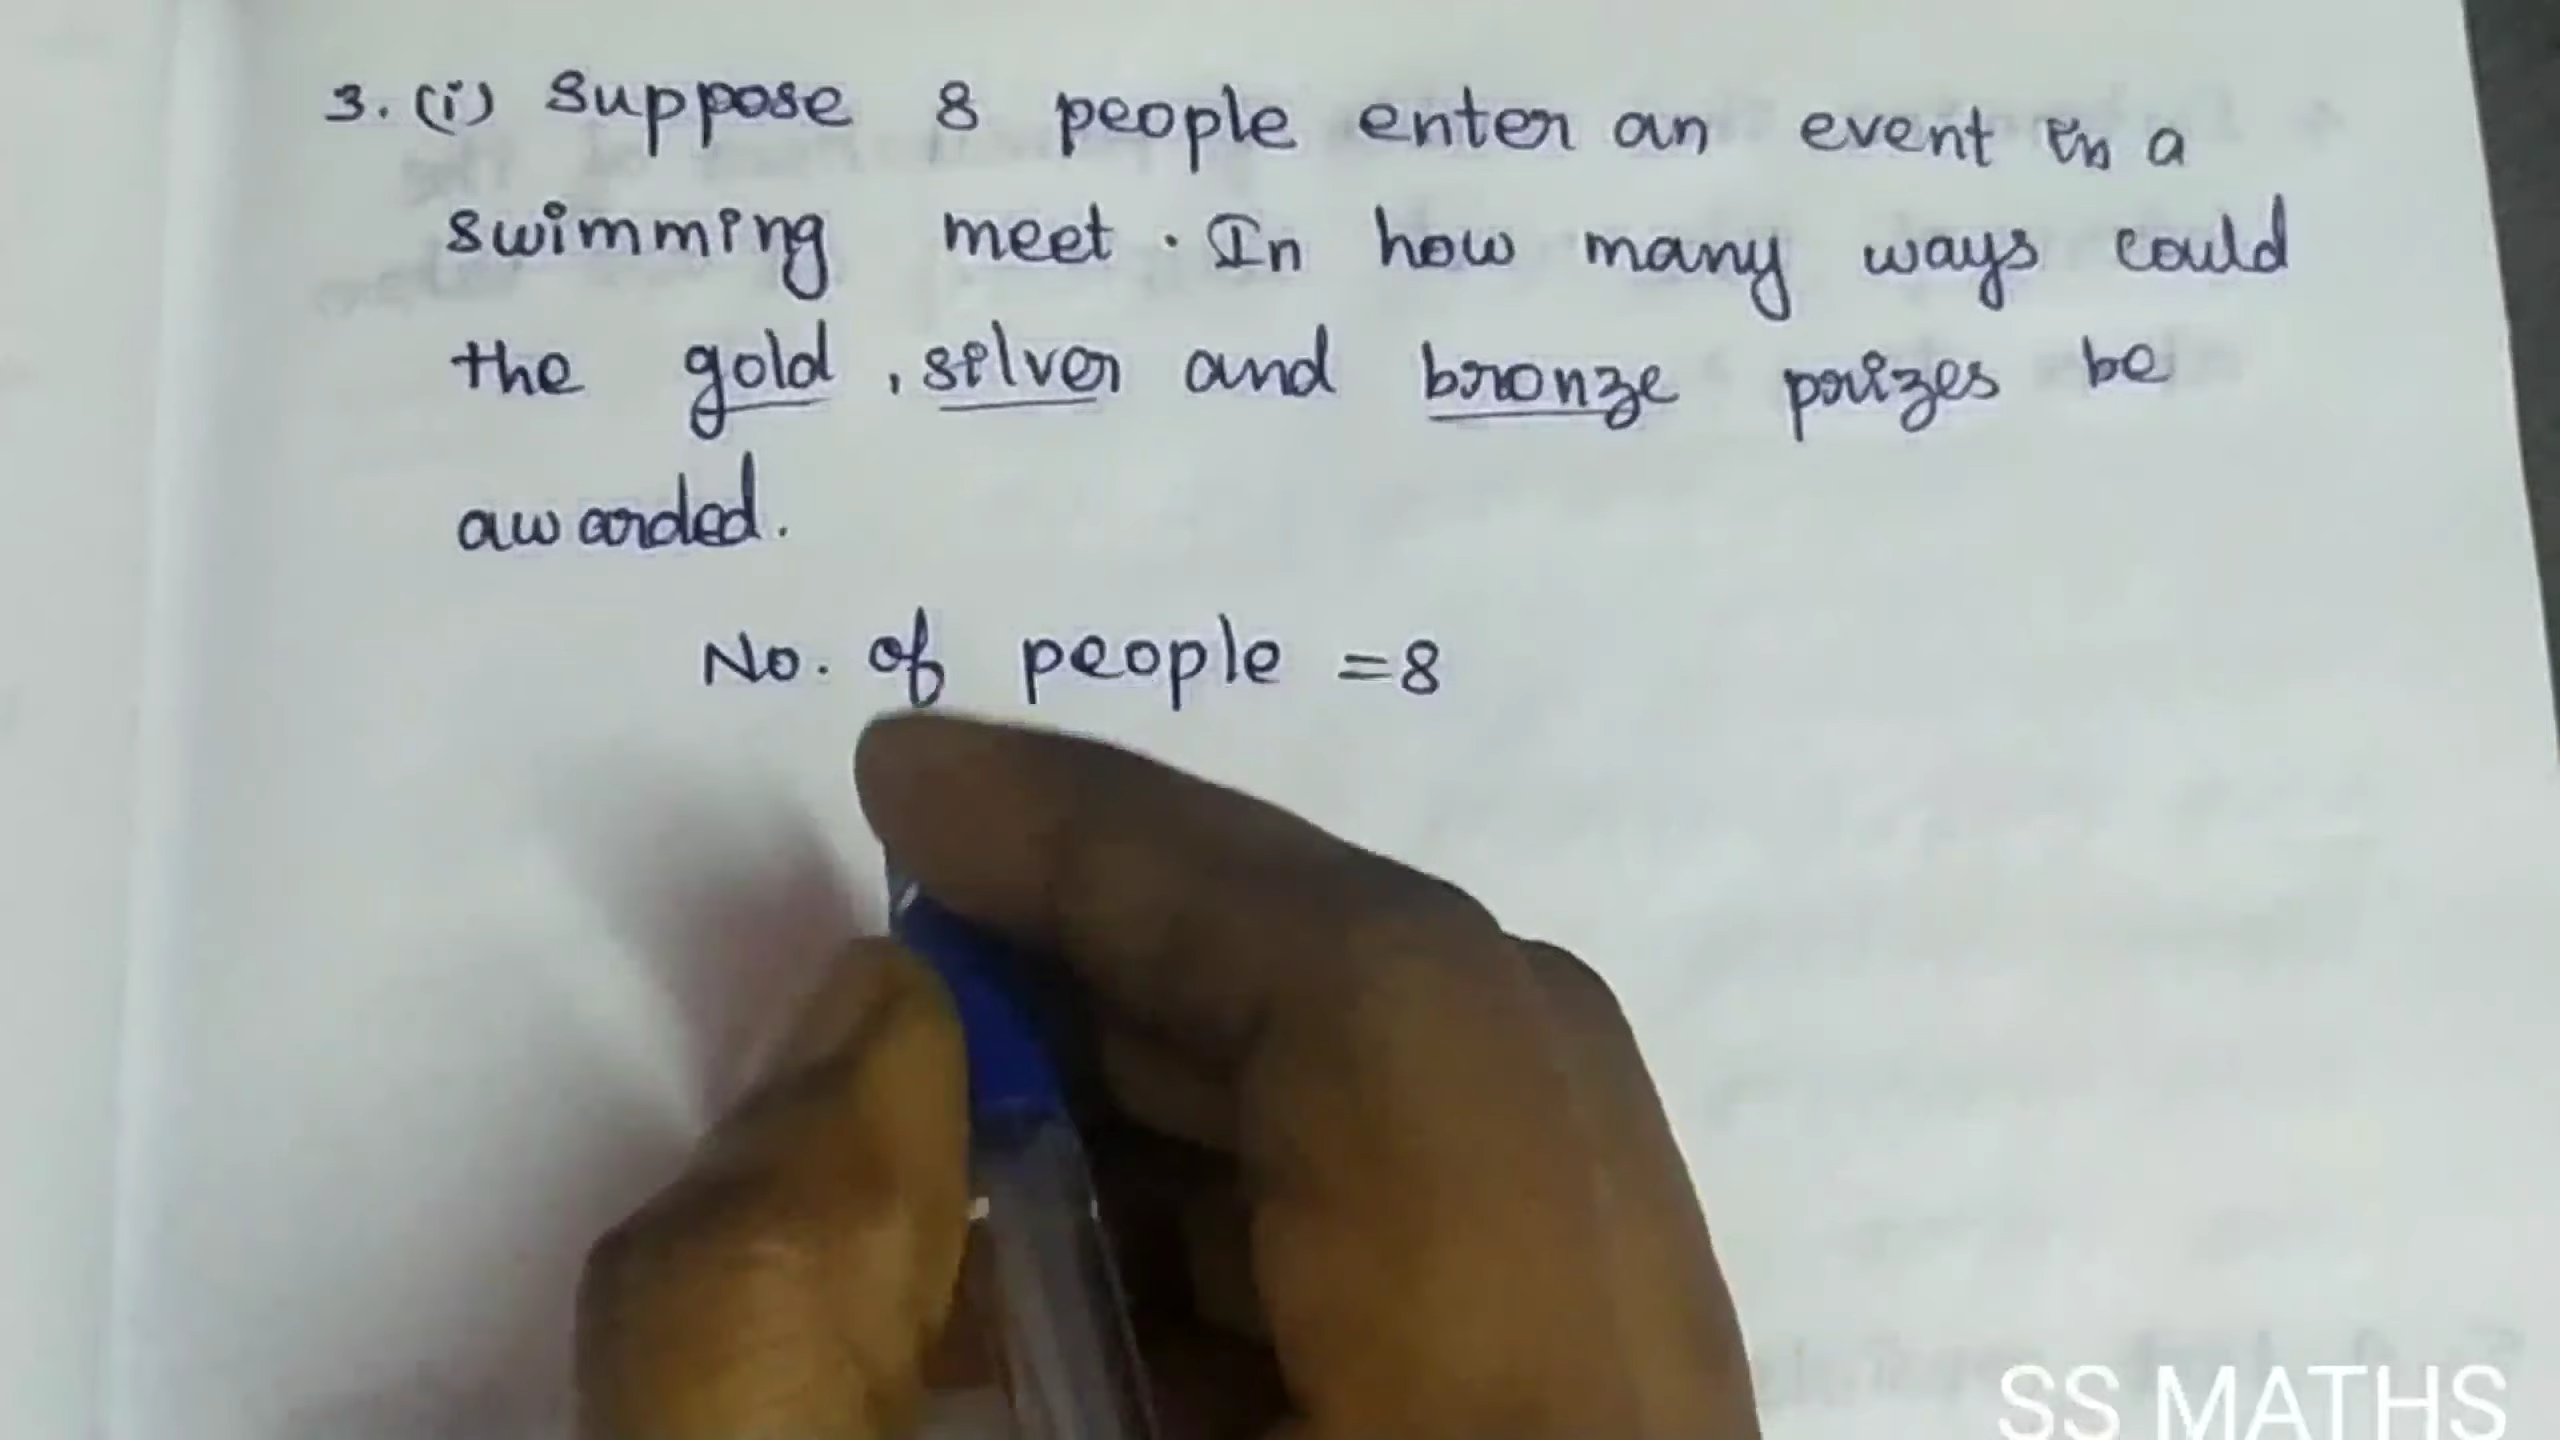 3. (i) Suppose 8 people enter an event in a
swimming meet. In how many ways could
the gold, silver and bronze prizes be
awarded.
No. of people = 8
SS MATHS